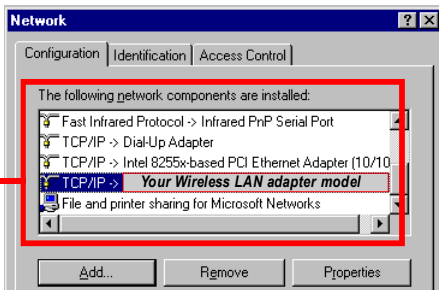 Network
Configuration Identification Access Control
The following network components are installed:
Fast Infrared Protocol -> Infrared PnP Serial Port
TCP/IP -> Dial-Up Adapter
TCP/IP -> Intel 8255x-based PCI Ethernet Adapter (10/10
TCP/IP -> Your Wireless LAN adapter model
File and printer sharing for Microsoft Networks
Add... Remove Properties